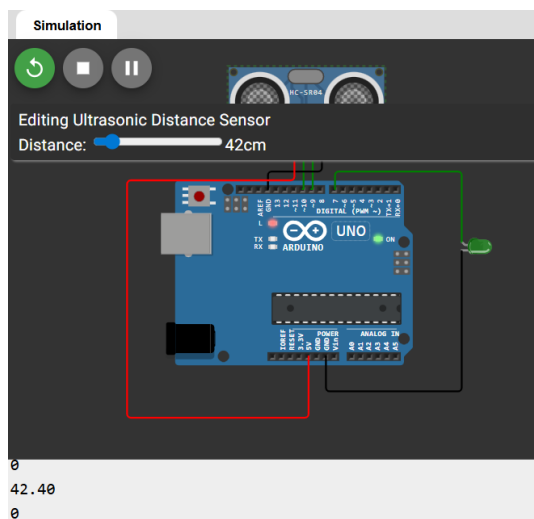 Simulation
HC-SR04
Editing Ultrasonic Distance Sensor
Distance: 42cm
AREF
GND
13
12
~11
~10
~9
8
7
~6
~5
4
~3
2
TX→1
RX←0
DIGITAL (PWM ~)
L
TX
RX
ARDUINO
UNO
ON
IOREF
RESET
3.3V
5V
GND
GND
Vin
POWER
ANALOG IN
A0
A1
A2
A3
A4
A5
0
42.40
0